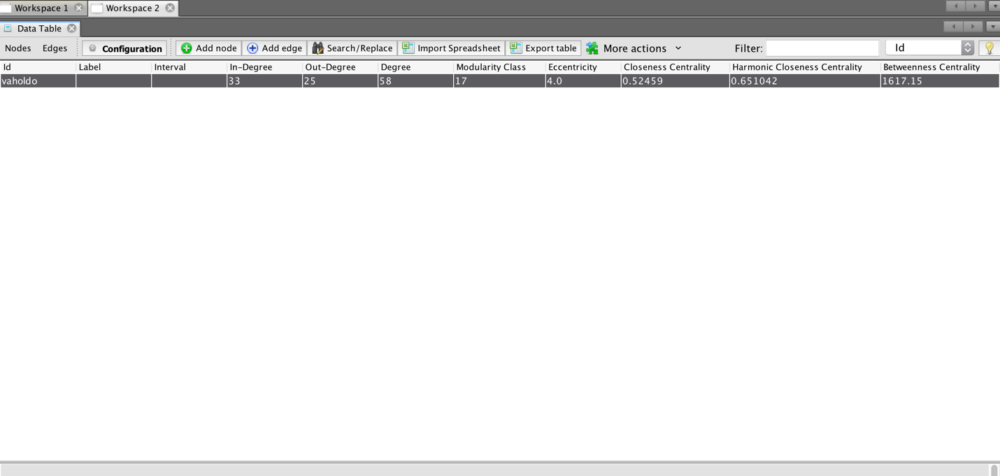 Workspace 1 Workspace 2
Data Table
Nodes Edges Configuration Add node Add edge Search/Replace Import Spreadsheet Export table More actions Filter: Id
Id Label Interval In-Degree Out-Degree Degree Modularity Class Eccentricity Closeness Centrality Harmonic Closeness Centrality Betweenness Centrality
vaholdo 33 25 58 17 4.0 0.52459 0.651042 1617.15